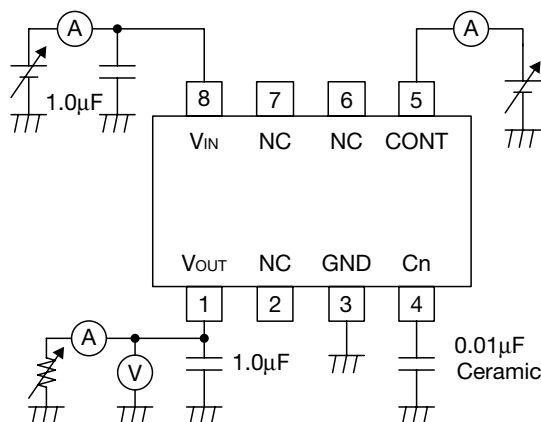 A
A
1.0µF
8
7
6
5
VIN
NC
NC
CONT
VOUT
NC
GND
Cn
1
2
3
4
A
V
1.0µF
0.01µF
Ceramic